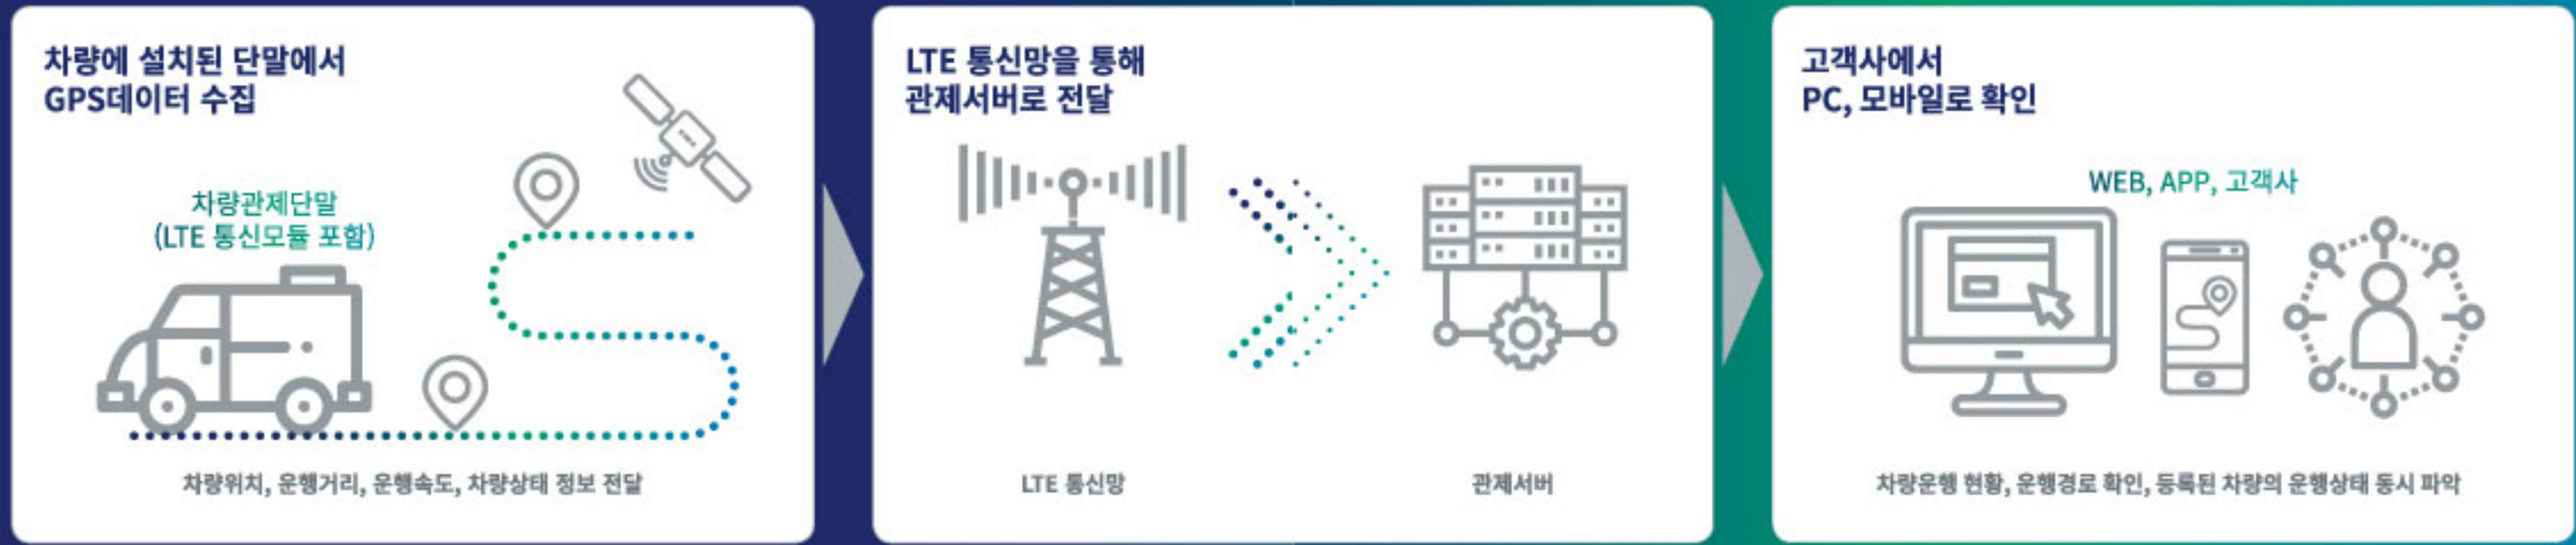 차량에 설치된 단말에서
GPS데이터 수집
차량관제단말
(LTE 통신모듈 포함)
차량위치, 운행거리, 운행속도, 차량상태 정보 전달
LTE 통신망을 통해
관제서버로 전달
LTE 통신망
관제서버
고객사에서
PC, 모바일로 확인
WEB, APP, 고객사
차량운행 현황, 운행경로 확인, 등록된 차량의 운행상태 동시 파악